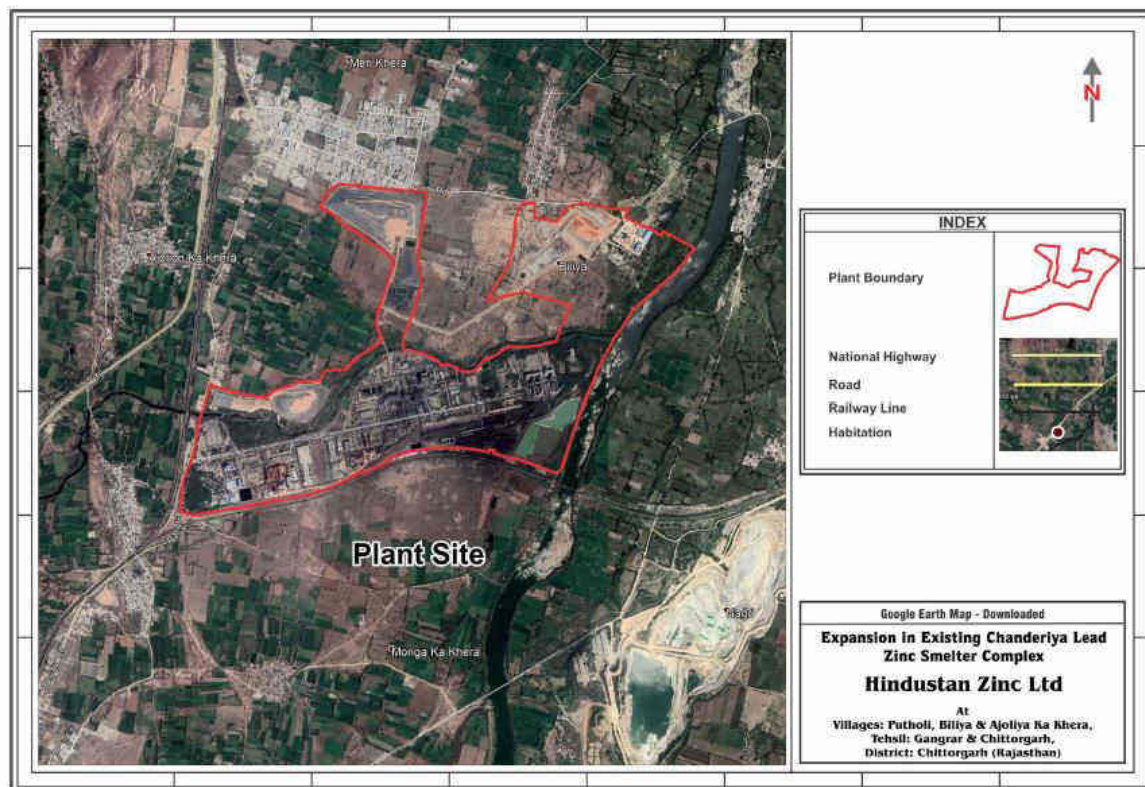 Meri Khera
Biliya
Nagri
Monga Ka Khera
Plant Site
N
INDEX
Plant Boundary
National Highway
Road
Railway Line
Habitation
Google Earth Map - Downloaded
Expansion in Existing Chanderiya Lead
Zinc Smelter Complex
Hindustan Zinc Ltd
At
Villages: Putholi, Biliya & Ajoliya Ka Khera,
Tehsil: Gangrar & Chittorgarh,
District: Chittorgarh (Rajasthan)